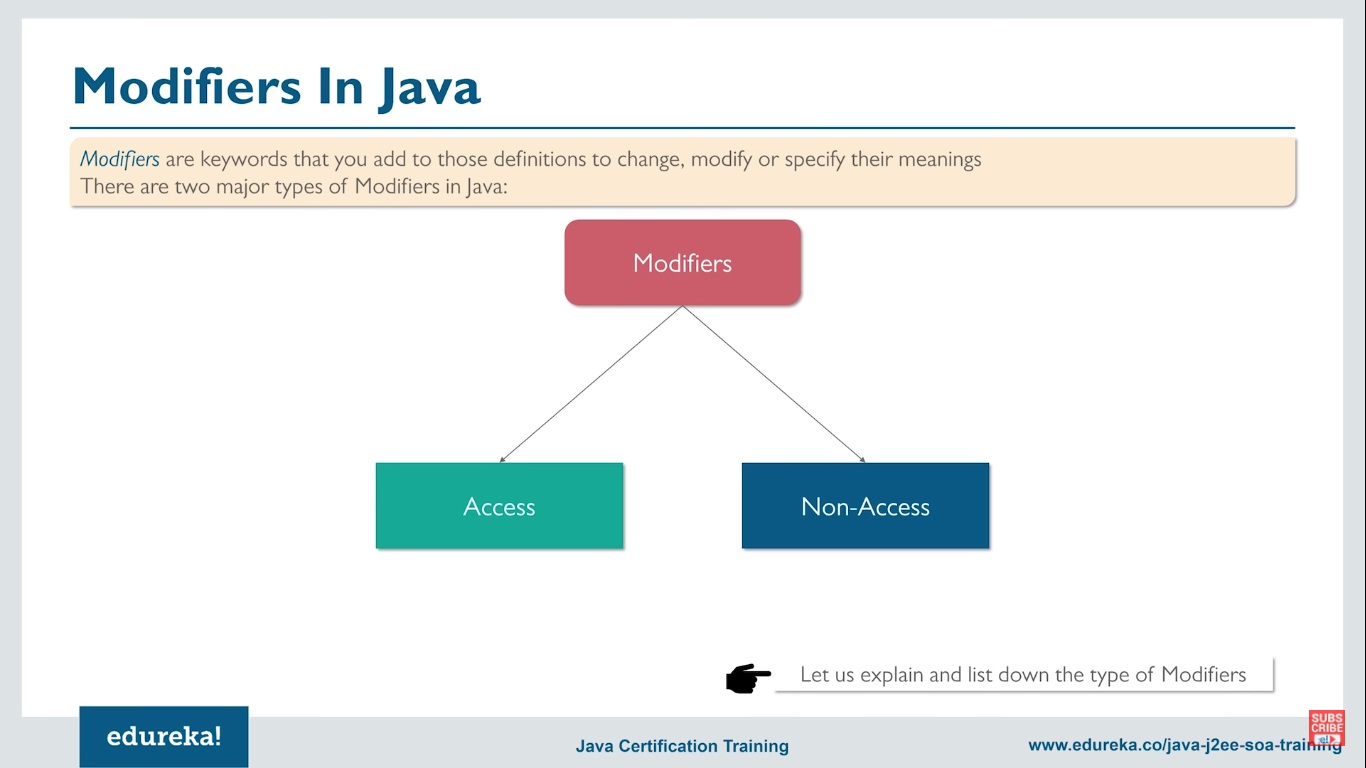 Modifiers In Java
Modifiers are keywords that you add to those definitions to change, modify or specify their meanings
There are two major types of Modifiers in Java:
Modifiers
Access
Non-Access
Let us explain and list down the type of Modifiers
edureka!
Java Certification Training
www.edureka.co/java-j2ee-soa-training
SUBS
CRIBE